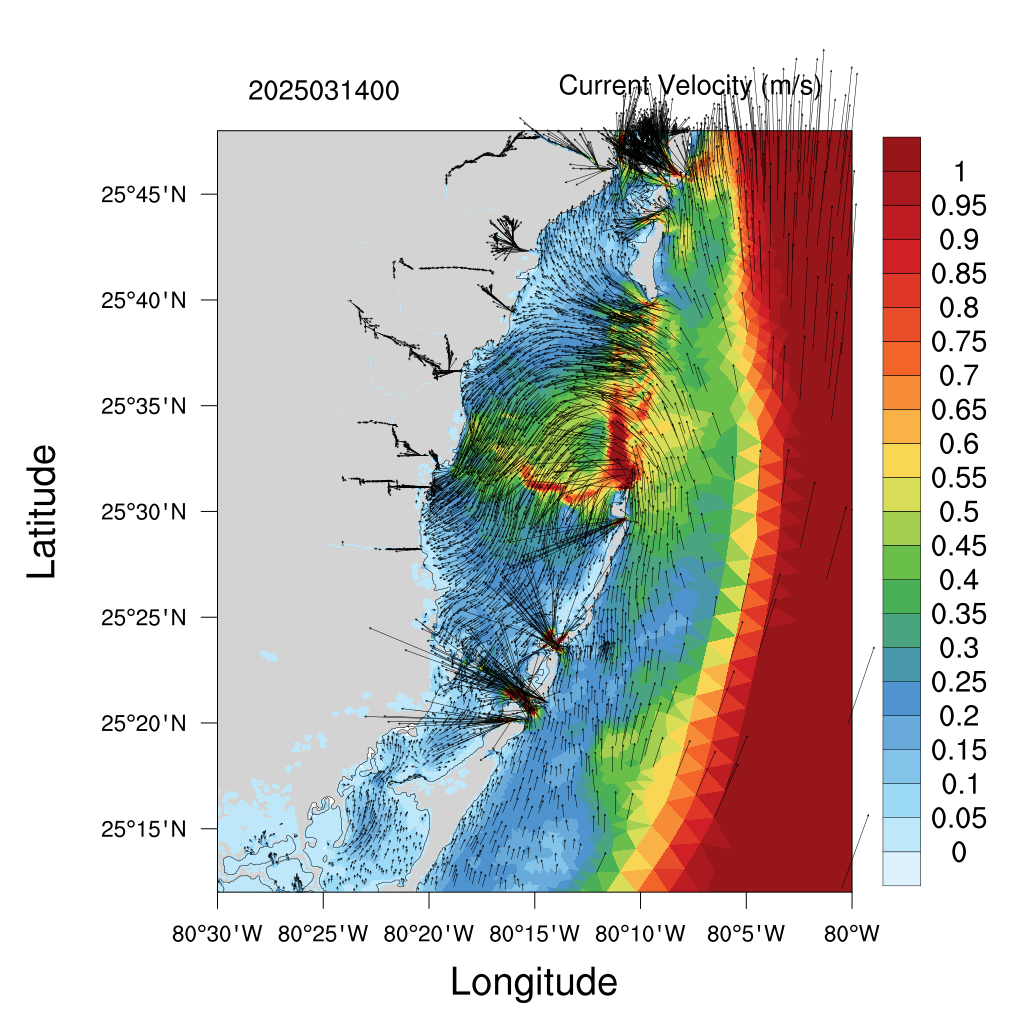 2025031400
Current Velocity (m/s)
Latitude
25°45'N
25°40'N
25°35'N
25°30'N
25°25'N
25°20'N
25°15'N
80°30'W 80°25'W 80°20'W 80°15'W 80°10'W 80°5'W 80°W
Longitude
1
0.95
0.9
0.85
0.8
0.75
0.7
0.65
0.6
0.55
0.5
0.45
0.4
0.35
0.3
0.25
0.2
0.15
0.1
0.05
0